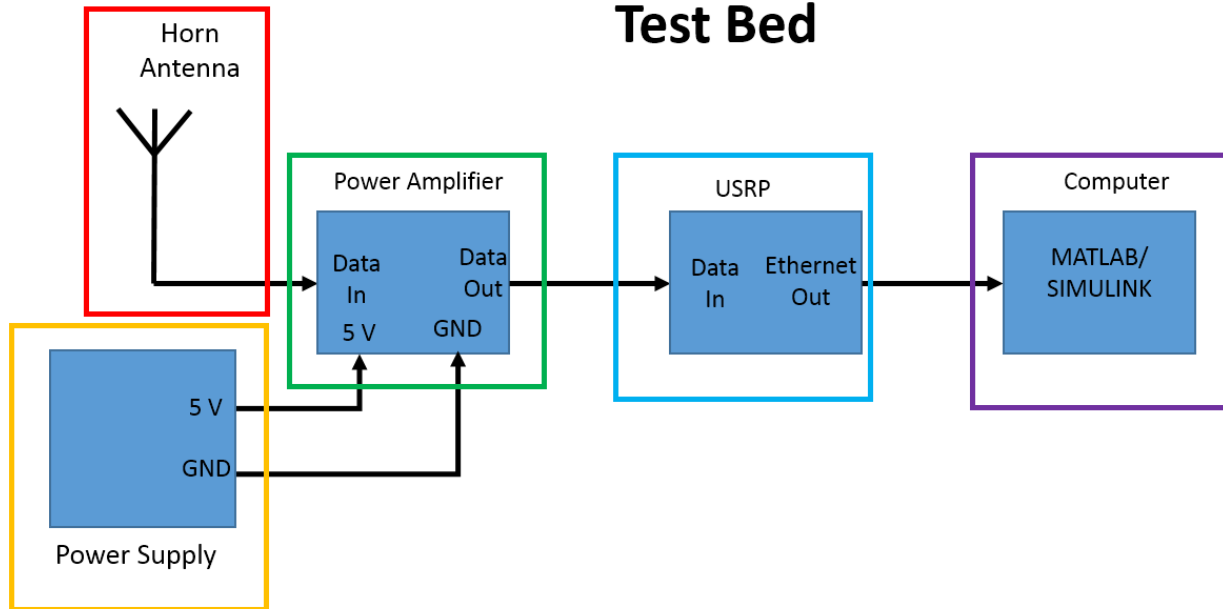 Test Bed
Horn
Antenna
Power Amplifier
Data
In
5 V
Data
Out
GND
USRP
Data
In
Ethernet
Out
Computer
MATLAB/
SIMULINK
5 V
GND
Power Supply